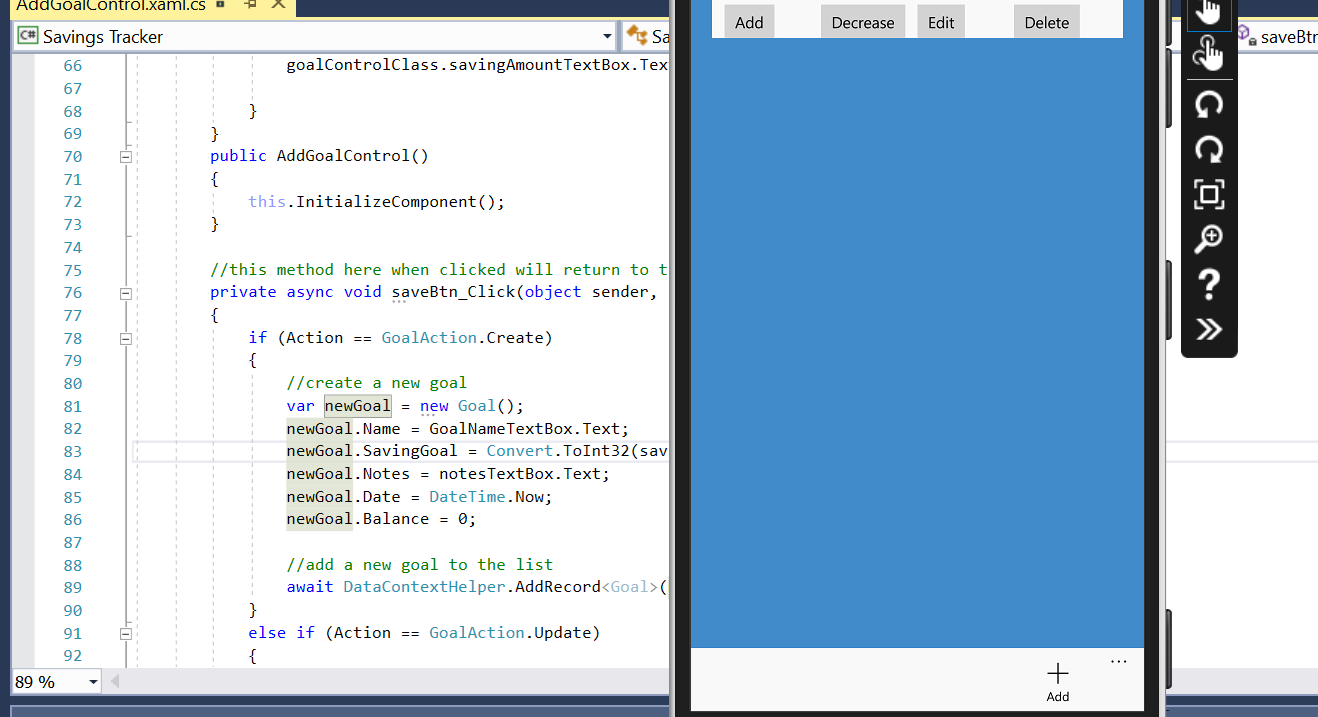 AddGoalControl.xaml.cs
C# Savings Tracker
Sa
saveBtn
66 goalControlClass.savingAmountTextBox.Tex
67
68 }
69 }
70 public AddGoalControl()
71 {
72 this.InitializeComponent();
73 }
74
75 //this method here when clicked will return to t
76 private async void saveBtn_Click(object sender,
77 {
78 if (Action == GoalAction.Create)
79 {
80 //create a new goal
81 var newGoal = new Goal();
82 newGoal.Name = GoalNameTextBox.Text;
83 newGoal.SavingGoal = Convert.ToInt32(sav
84 newGoal.Notes = notesTextBox.Text;
85 newGoal.Date = DateTime.Now;
86 newGoal.Balance = 0;
87
88 //add a new goal to the list
89 await DataContextHelper.AddRecord<Goal>(
90 }
91 else if (Action == GoalAction.Update)
92 {
89 %
Add Decrease Edit Delete
...
Add
?